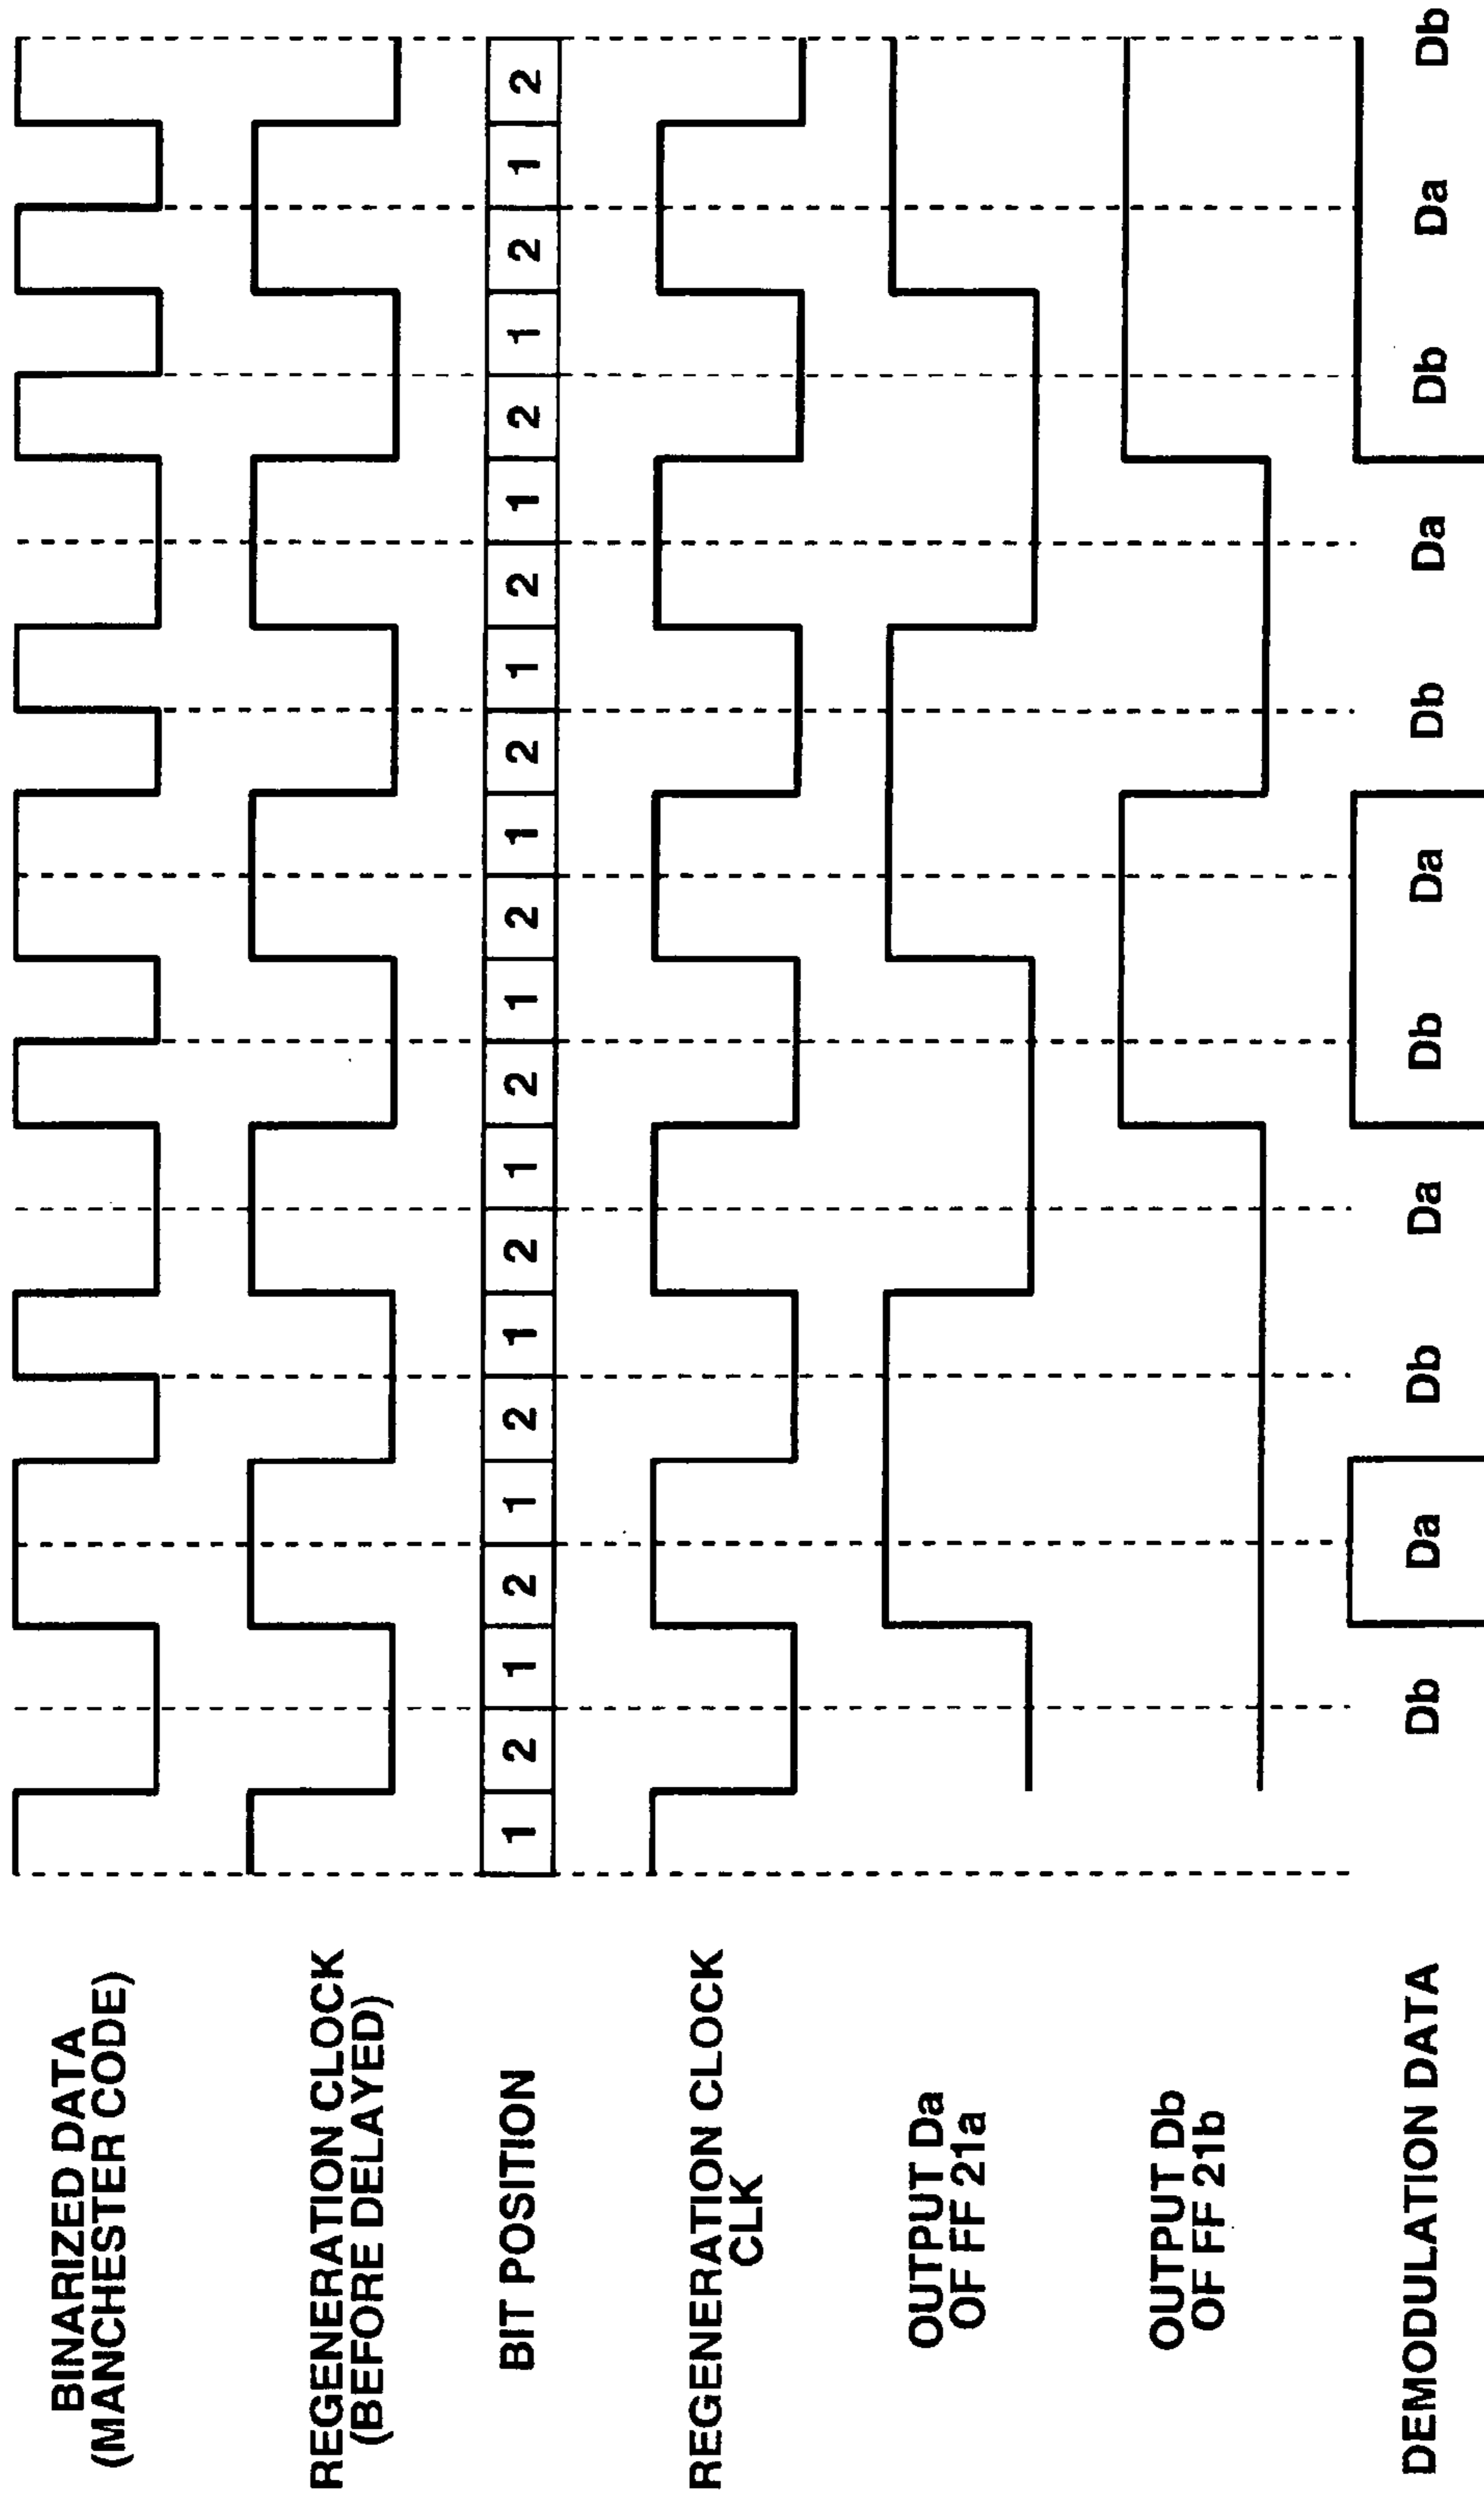 BINARIZED DATA
(MANCHESTER CODE)
REGENERATION CLOCK
(BEFORE DELAYED)
BIT POSITION 1 2 1 2 1 2 1 2 1 2 1 2 1 2 1 2 1 2 1 2 1 2
REGENERATION CLOCK
CLK
OUTPUT Da
OF FF 21a
OUTPUT Db
OF FF 21b
DEMODULATION DATA Db Da Db Da Db Da Db Da Db Da Db